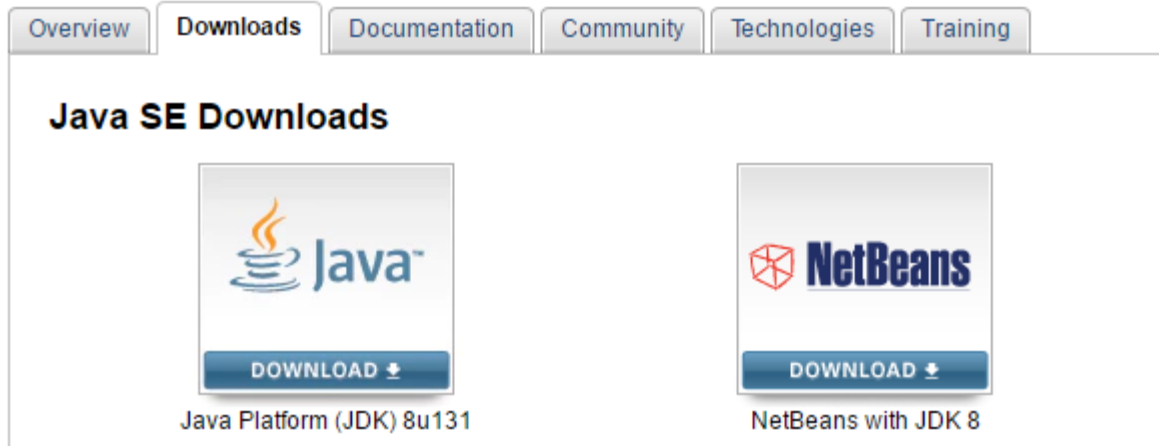 Overview Downloads Documentation Community Technologies Training
Java SE Downloads
Java™ NetBeans
DOWNLOAD DOWNLOAD
Java Platform (JDK) 8u131 NetBeans with JDK 8